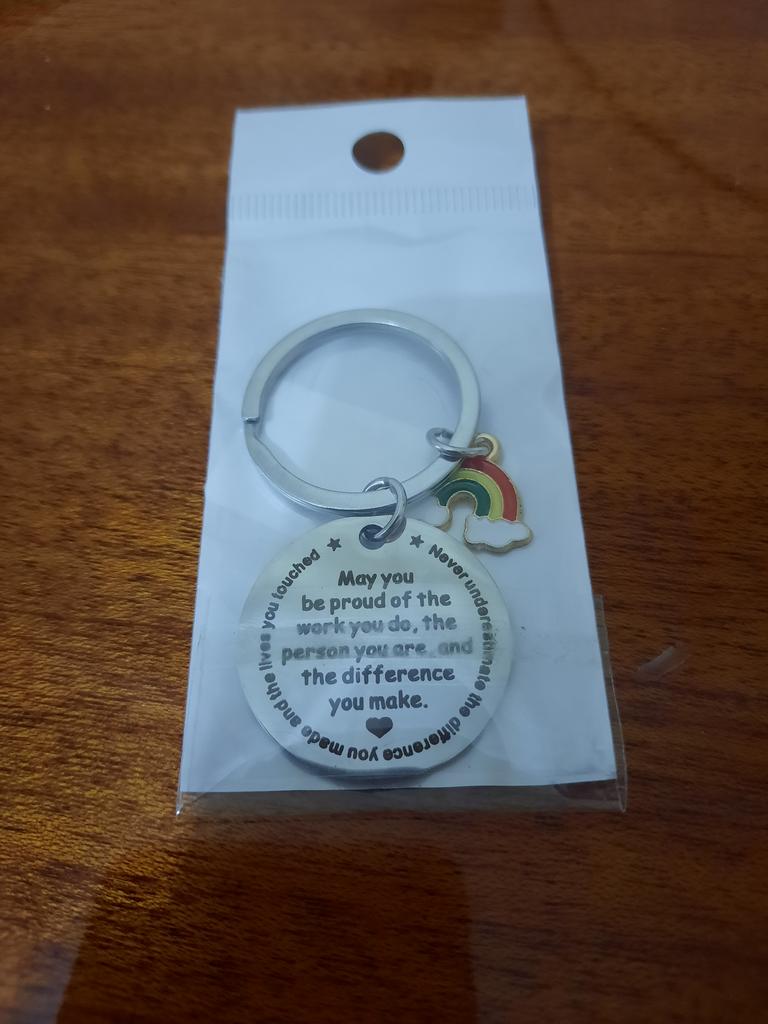 May you
be proud of the
work you do, the
person you are, and
the difference
you make.
Never underestimate the difference you made and the lives you touched